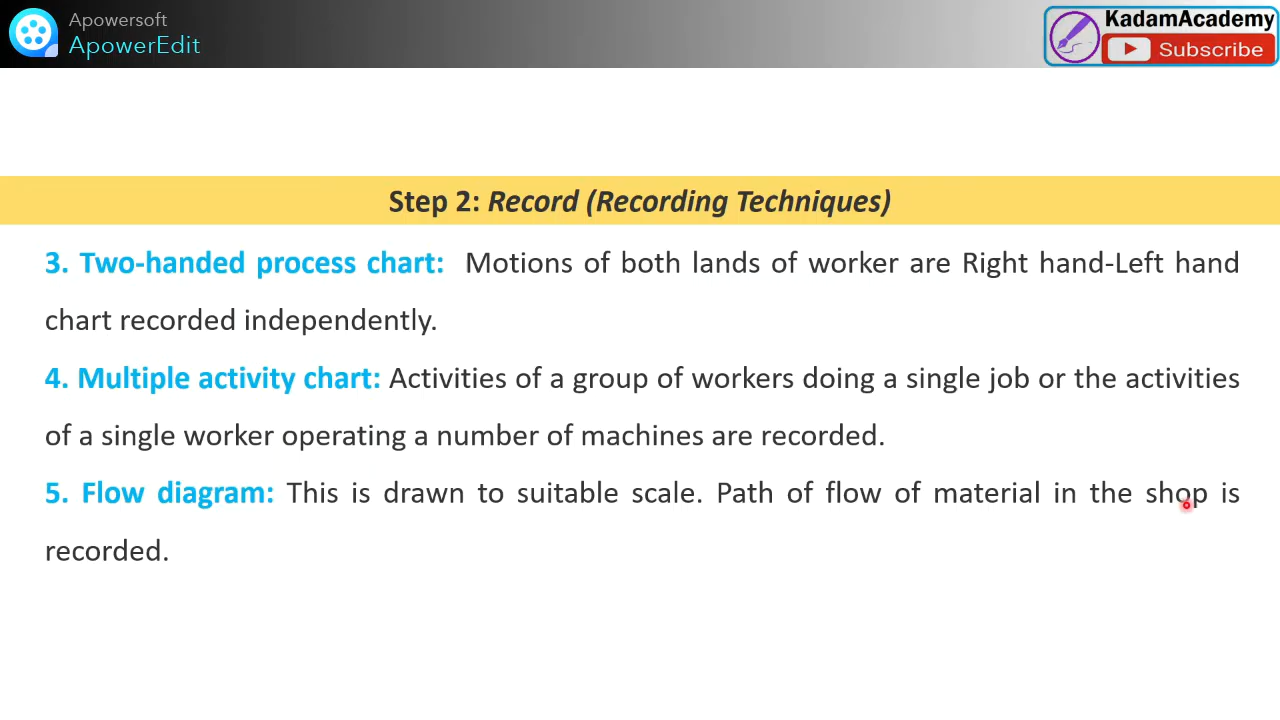 Apowersoft
ApowerEdit
KadamAcademy
Subscribe
Step 2: Record (Recording Techniques)
3. Two-handed process chart: Motions of both lands of worker are Right hand-Left hand
chart recorded independently.
4. Multiple activity chart: Activities of a group of workers doing a single job or the activities
of a single worker operating a number of machines are recorded.
5. Flow diagram: This is drawn to suitable scale. Path of flow of material in the shop is
recorded.